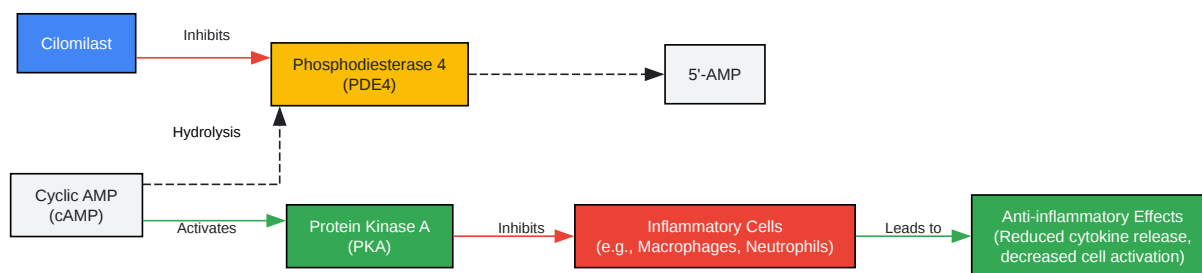 Cilomilast
Inhibits
Phosphodiesterase 4
(PDE4)
5'-AMP
Hydrolysis
Cyclic AMP
(cAMP)
Activates
Protein Kinase A
(PKA)
Inhibits
Inflammatory Cells
(e.g., Macrophages, Neutrophils)
Leads to
Anti-inflammatory Effects
(Reduced cytokine release,
decreased cell activation)